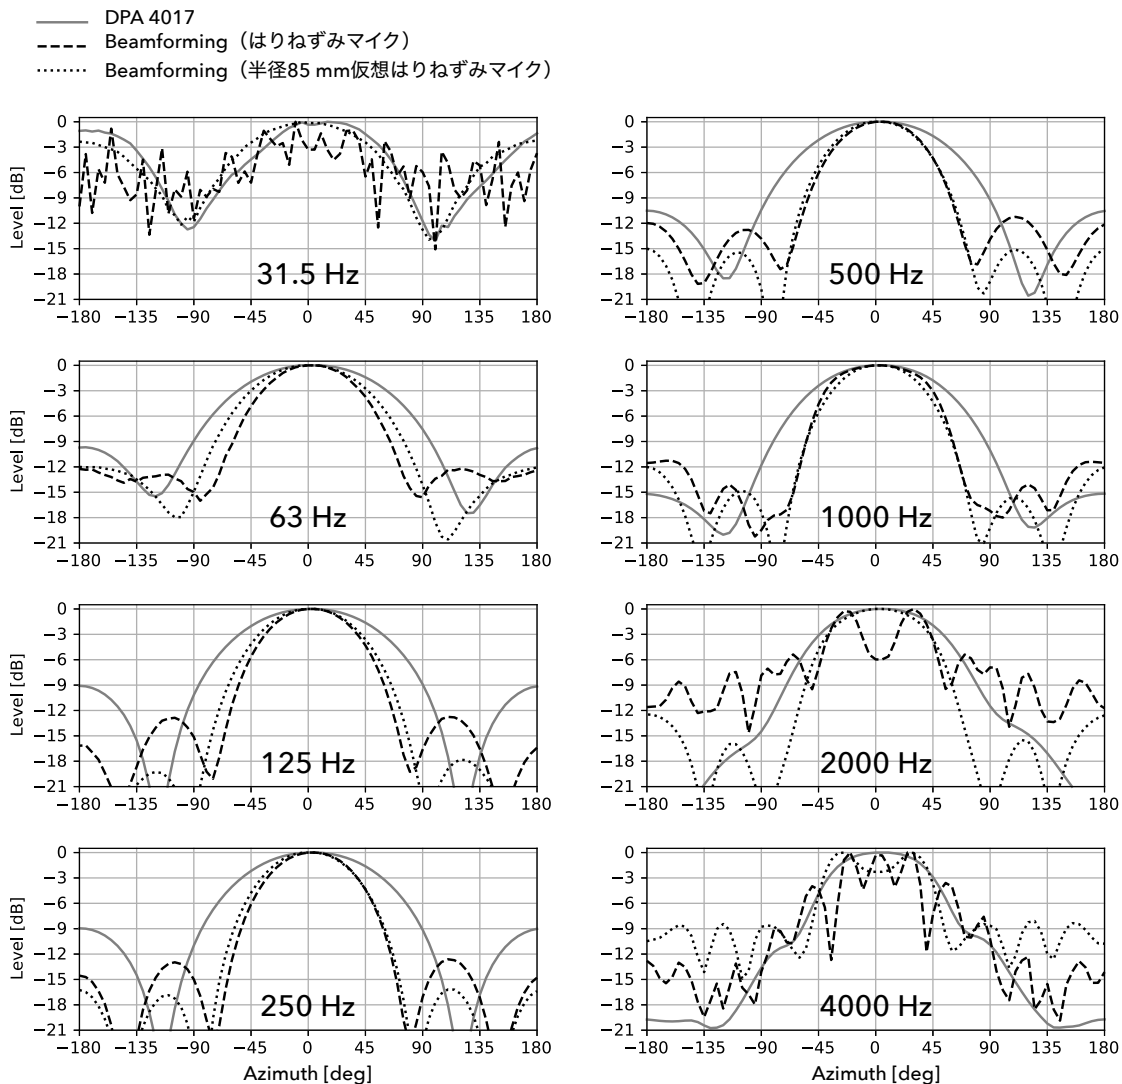 DPA 4017
Beamforming（はりねずみマイク）
Beamforming（半径85 mm仮想はりねずみマイク）
0
−3
−6
−9
−12
−15
−18
−21
Level [dB]
31.5 Hz
−180 −135 −90 −45 0 45 90 135 180
0
−3
−6
−9
−12
−15
−18
−21
500 Hz
−180 −135 −90 −45 0 45 90 135 180
0
−3
−6
−9
−12
−15
−18
−21
Level [dB]
63 Hz
−180 −135 −90 −45 0 45 90 135 180
0
−3
−6
−9
−12
−15
−18
−21
1000 Hz
−180 −135 −90 −45 0 45 90 135 180
0
−3
−6
−9
−12
−15
−18
−21
Level [dB]
125 Hz
−180 −135 −90 −45 0 45 90 135 180
0
−3
−6
−9
−12
−15
−18
−21
2000 Hz
−180 −135 −90 −45 0 45 90 135 180
0
−3
−6
−9
−12
−15
−18
−21
Level [dB]
250 Hz
−180 −135 −90 −45 0 45 90 135 180
Azimuth [deg]
0
−3
−6
−9
−12
−15
−18
−21
4000 Hz
−180 −135 −90 −45 0 45 90 135 180
Azimuth [deg]